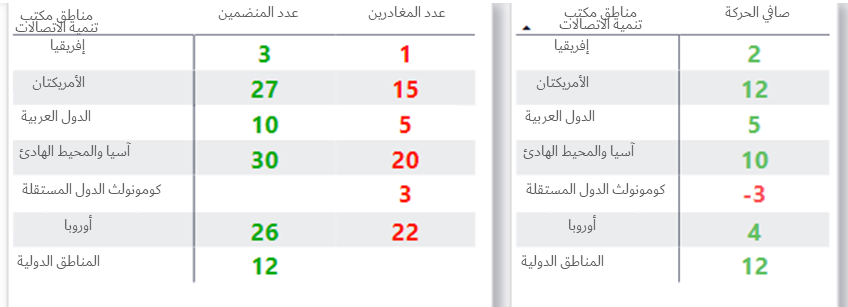 مناطق مكتب تنمية الاتصالات عدد المنضمين عدد المغادرين
إفريقيا 3 1
الأمريكتان 27 15
الدول العربية 10 5
آسيا والمحيط الهادئ 30 20
كومونولث الدول المستقلة 3
أوروبا 26 22
المناطق الدولية 12
مناطق مكتب تنمية الاتصالات صافي الحركة
إفريقيا 2
الأمريكتان 12
الدول العربية 5
آسيا والمحيط الهادئ 10
كومونولث الدول المستقلة -3
أوروبا 4
المناطق الدولية 12